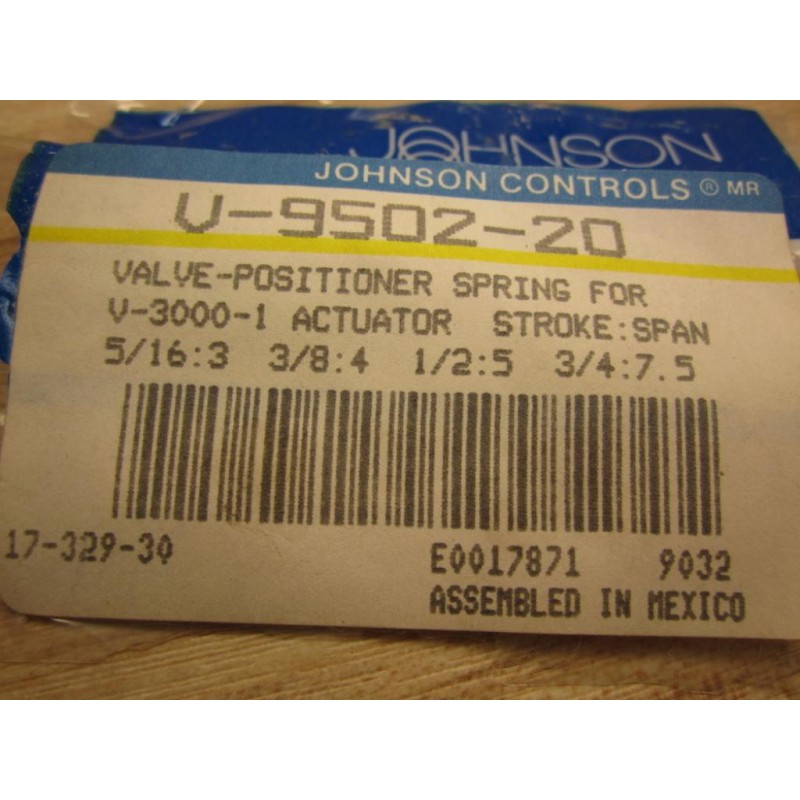 JOHNSON
JOHNSON CONTROLS ® MR
V-9502-20
VALVE-POSITIONER SPRING FOR
V-3000-1 ACTUATOR STROKE:SPAN
5/16:3 3/8:4 1/2:5 3/4:7.5
17-329-30
E0017871 9032
ASSEMBLED IN MEXICO